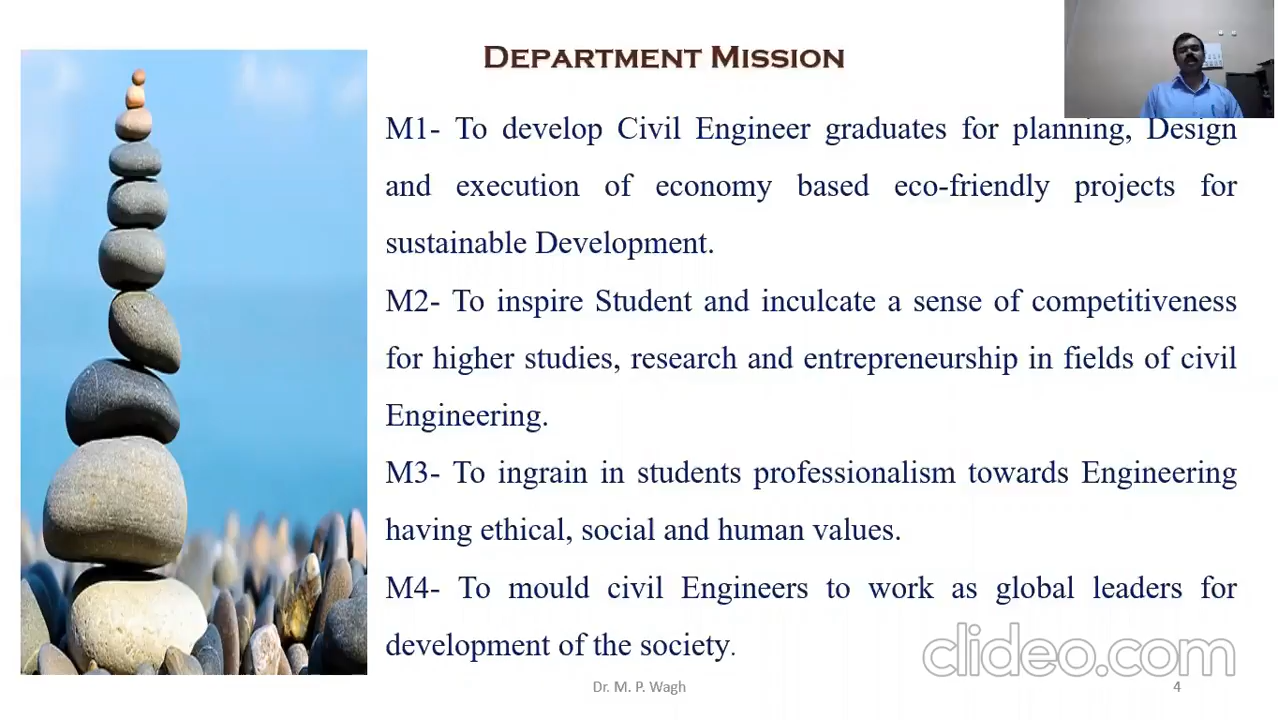 DEPARTMENT MISSION
M1- To develop Civil Engineer graduates for planning, Design
and execution of economy based eco-friendly projects for
sustainable Development.
M2- To inspire Student and inculcate a sense of competitiveness
for higher studies, research and entrepreneurship in fields of civil
Engineering.
M3- To ingrain in students professionalism towards Engineering
having ethical, social and human values.
M4- To mould civil Engineers to work as global leaders for
development of the society.
clideo.com
Dr. M. P. Wagh
4